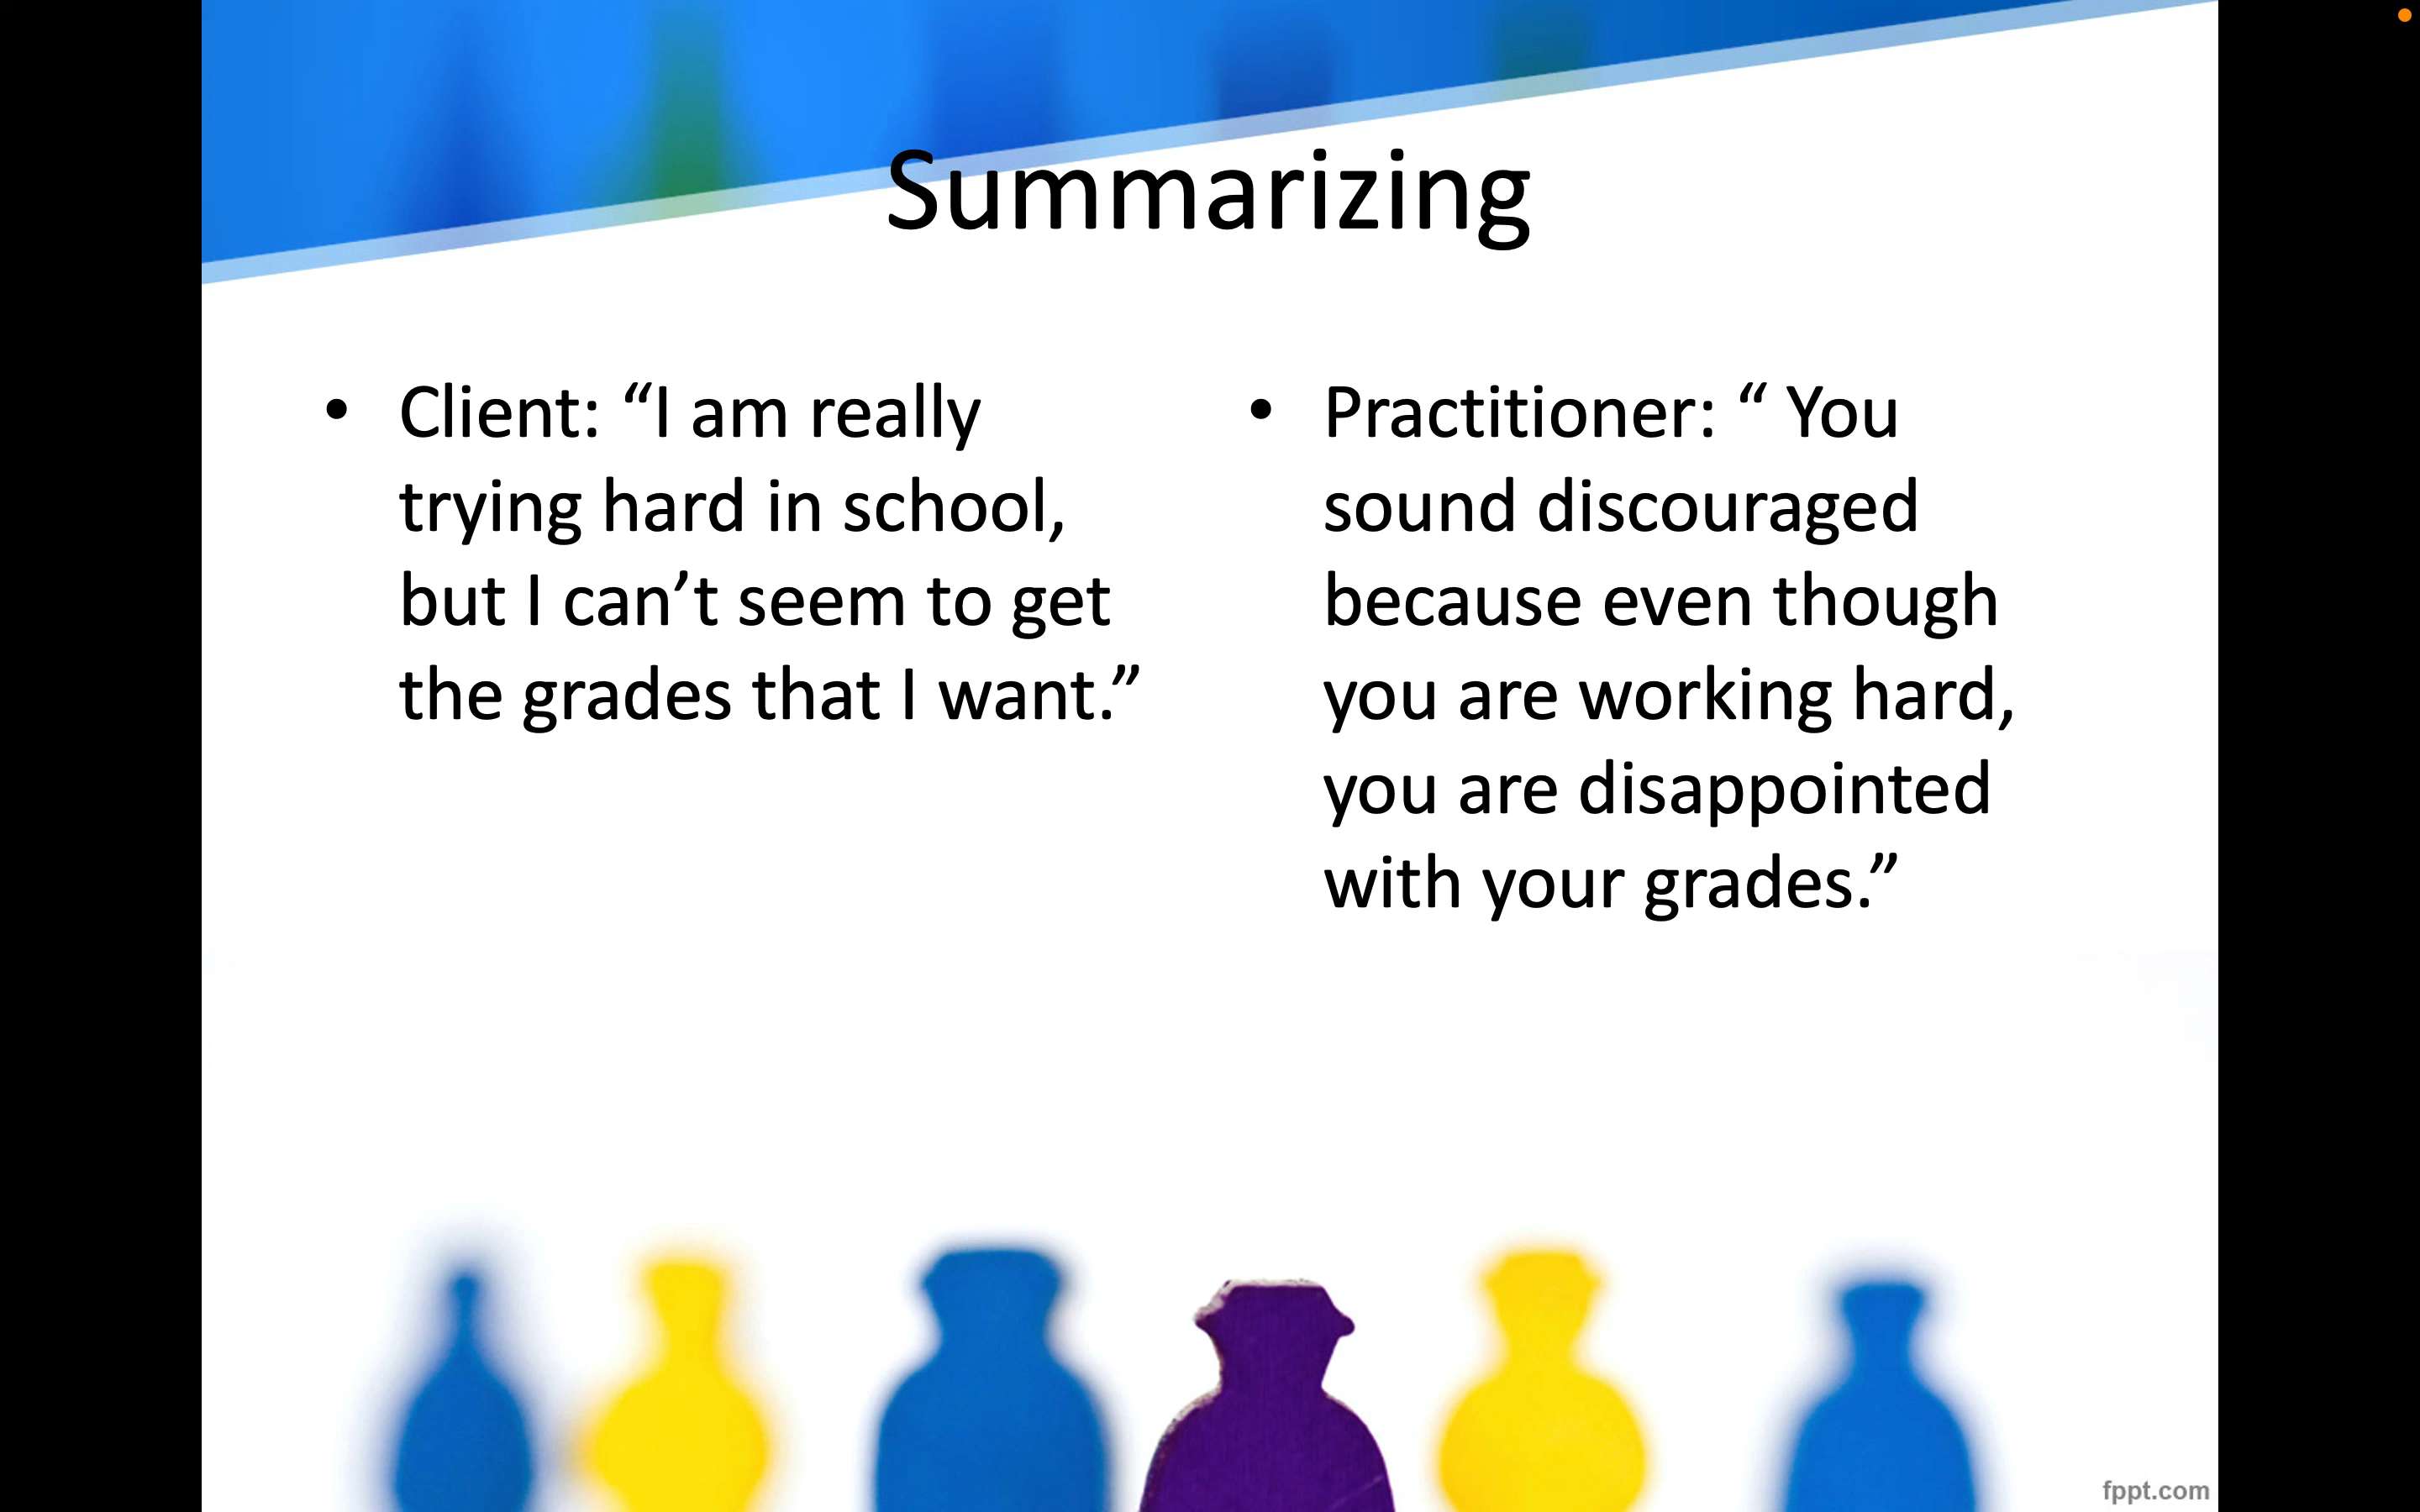 Summarizing
• Client: “I am really
trying hard in school,
but I can’t seem to get
the grades that I want.”
• Practitioner: “ You
sound discouraged
because even though
you are working hard,
you are disappointed
with your grades.”
fppt.com